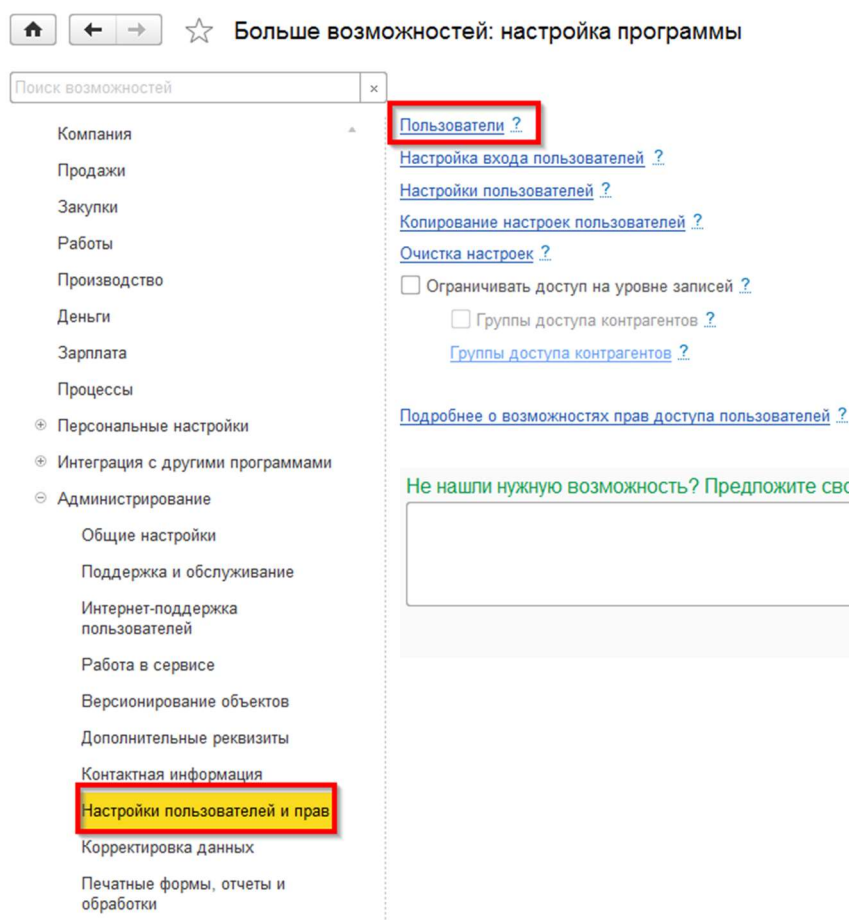 Больше возможностей: настройка программы
Поиск возможностей ×
Компания
Продажи
Закупки
Работы
Производство
Деньги
Зарплата
Процессы
Персональные настройки
Интеграция с другими программами
Администрирование
Общие настройки
Поддержка и обслуживание
Интернет-поддержка
пользователей
Работа в сервисе
Версионирование объектов
Дополнительные реквизиты
Контактная информация
Настройки пользователей и прав
Корректировка данных
Печатные формы, отчеты и
обработки
Пользователи ?
Настройка входа пользователей ?
Настройки пользователей ?
Копирование настроек пользователей ?
Очистка настроек ?
Ограничивать доступ на уровне записей ?
Группы доступа контрагентов ?
Группы доступа контрагентов ?
Подробнее о возможностях прав доступа пользователей ?
Не нашли нужную возможность? Предложите сво